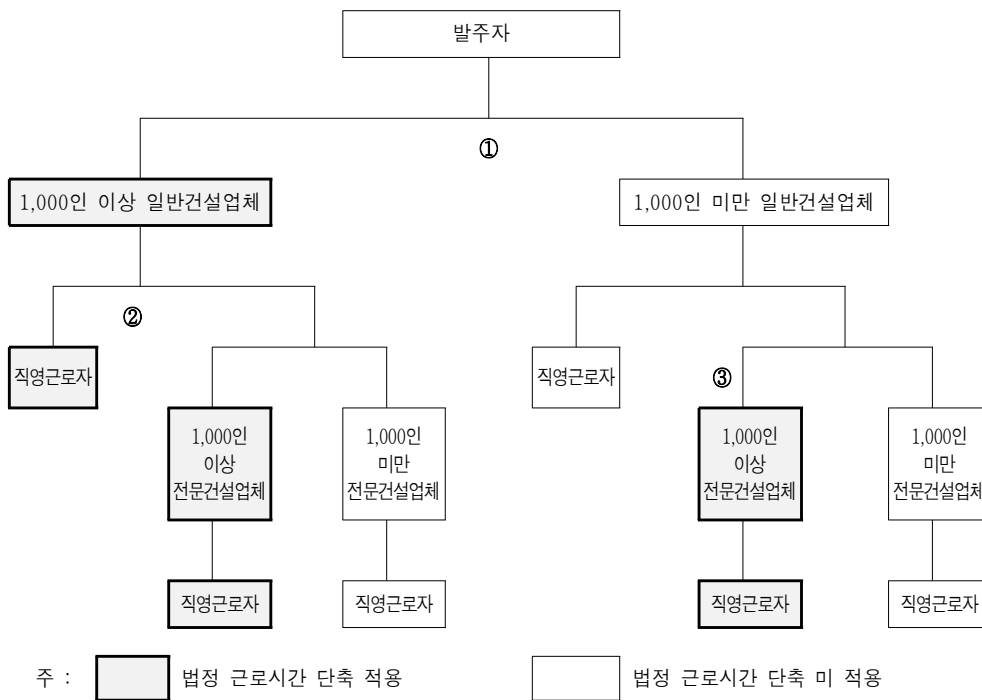 발주자
①
1,000인 이상 일반건설업체
1,000인 미만 일반건설업체
②
직영근로자
직영근로자
③
1,000인
이상
전문건설업체
1,000인
미만
전문건설업체
1,000인
이상
전문건설업체
1,000인
미만
전문건설업체
직영근로자
직영근로자
직영근로자
직영근로자
주 : 법정 근로시간 단축 적용 법정 근로시간 단축 미 적용